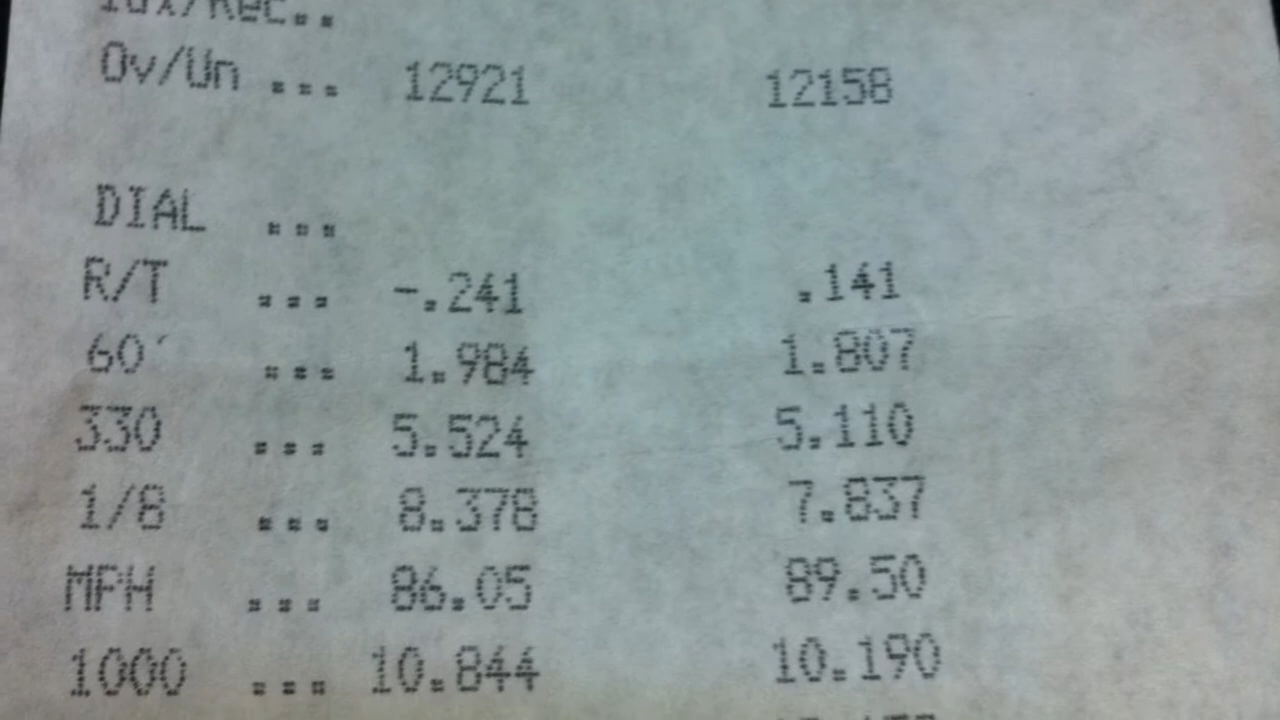 Ov/Un ... 12921 12158
DIAL ...
R/T ... -.241 .141
60' ... 1.984 1.807
330 ... 5.524 5.110
1/8 ... 8.378 7.837
MPH ... 86.05 89.50
1000 ... 10.844 10.190